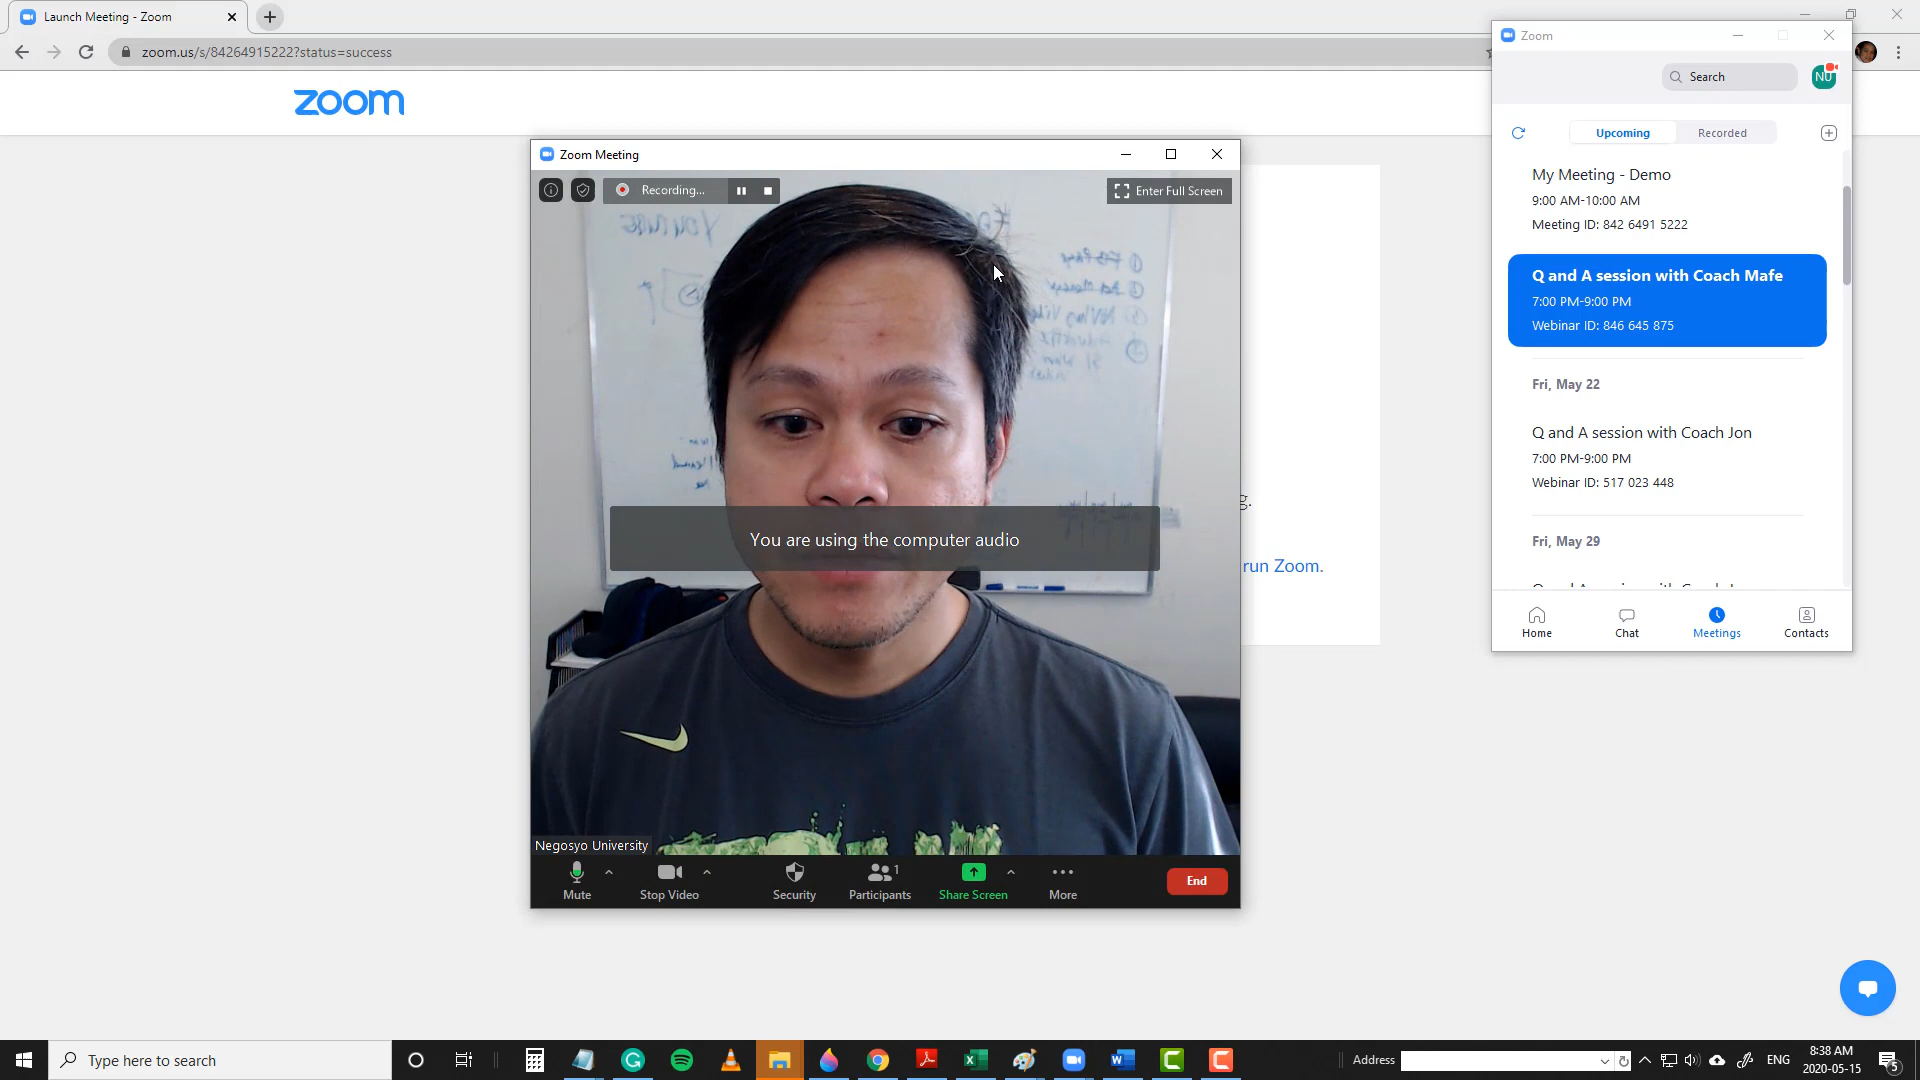 Launch Meeting - Zoom
zoom.us/s/84264915222?status=success
zoom
Zoom
Search
NU
Upcoming
Recorded
My Meeting - Demo
9:00 AM-10:00 AM
Meeting ID: 842 6491 5222
Q and A session with Coach Mafe
7:00 PM-9:00 PM
Webinar ID: 846 645 875
Fri, May 22
Q and A session with Coach Jon
7:00 PM-9:00 PM
Webinar ID: 517 023 448
Fri, May 29
Home
Chat
Meetings
Contacts
Zoom Meeting
Recording...
Enter Full Screen
YOUTUBE
You are using the computer audio
g.
run Zoom.
Negosyo University
Mute
Stop Video
Security
Participants
1
Share Screen
More
End
Type here to search
Address
ENG
8:38 AM
2020-05-15
5